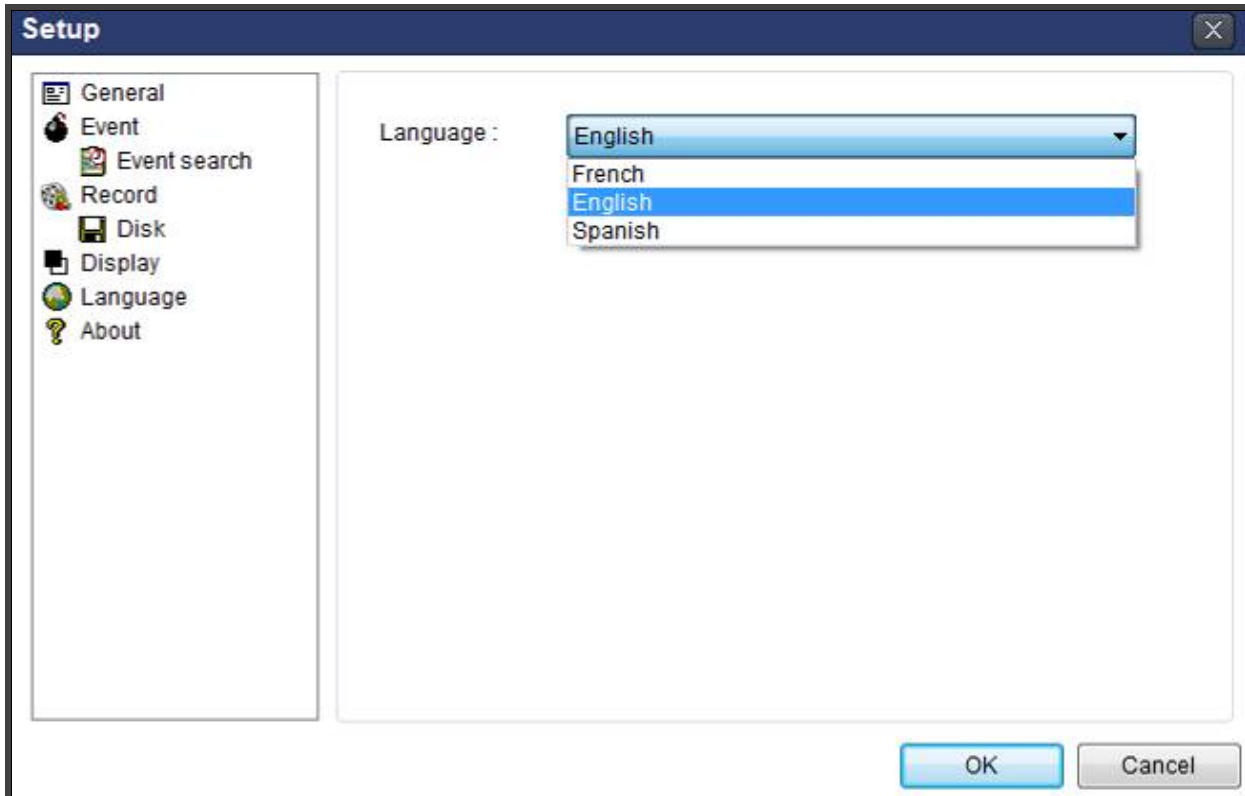 Setup
General
Event
Event search
Record
Disk
Display
Language
About
Language :
English
French
English
Spanish
OK
Cancel